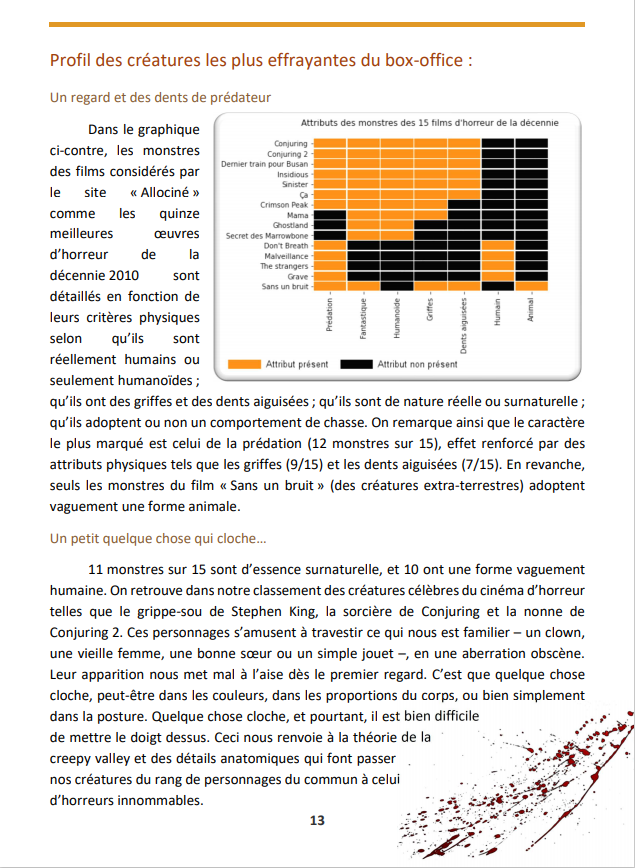 Profil des créatures les plus effrayantes du box-office :
Un regard et des dents de prédateur
Dans le graphique
ci-contre, les monstres
des films considérés par
le site « Allociné »
comme les quinze
meilleures œuvres
d'horreur de la
décennie 2010 sont
détaillés en fonction de
leurs critères physiques
selon qu'ils sont
réellement humains ou
seulement humanoïdes ;
Attributs des monstres des 15 films d'horreur de la décennie
Conjuring
Conjuring 2
Dernier train pour Busan
Insidious
Sinister
Ça
Crimson Peak
Mama
Ghostland
Secret des Marrowbone
Don't Breath
Malveillance
The strangers
Grave
Sans un bruit
Prédation
Fantastique
Humanoïde
Griffes
Dents aiguisées
Humain
Animal
Attribut présent
Attribut non présent
qu'ils ont des griffes et des dents aiguisées ; qu'ils sont de nature réelle ou surnaturelle ;
qu'ils adoptent ou non un comportement de chasse. On remarque ainsi que le caractère
le plus marqué est celui de la prédation (12 monstres sur 15), effet renforcé par des
attributs physiques tels que les griffes (9/15) et les dents aiguisées (7/15). En revanche,
seuls les monstres du film « Sans un bruit » (des créatures extra-terrestres) adoptent
vaguement une forme animale.
Un petit quelque chose qui cloche…
11 monstres sur 15 sont d'essence surnaturelle, et 10 ont une forme vaguement
humaine. On retrouve dans notre classement des créatures célèbres du cinéma d'horreur
telles que le grippe-sou de Stephen King, la sorcière de Conjuring et la nonne de
Conjuring 2. Ces personnages s'amusent à travestir ce qui nous est familier – un clown,
une vieille femme, une bonne sœur ou un simple jouet –, en une aberration obscène.
Leur apparition nous met mal à l'aise dès le premier regard. C'est que quelque chose
cloche, peut-être dans les couleurs, dans les proportions du corps, ou bien simplement
dans la posture. Quelque chose cloche, et pourtant, il est bien difficile
de mettre le doigt dessus. Ceci nous renvoie à la théorie de la
creepy valley et des détails anatomiques qui font passer
nos créatures du rang de personnages du commun à celui
d'horreurs innommables.
13